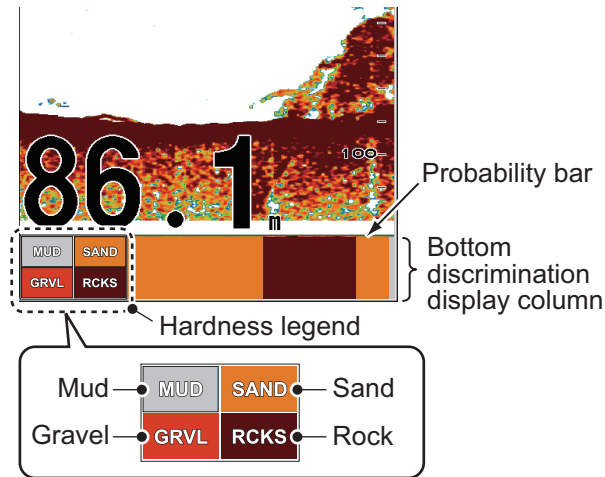 100
86.1m
Probability bar
MUD SAND
GRVL RCKS
Bottom
discrimination
display column
Hardness legend
Mud MUD SAND Sand
Gravel GRVL RCKS Rock